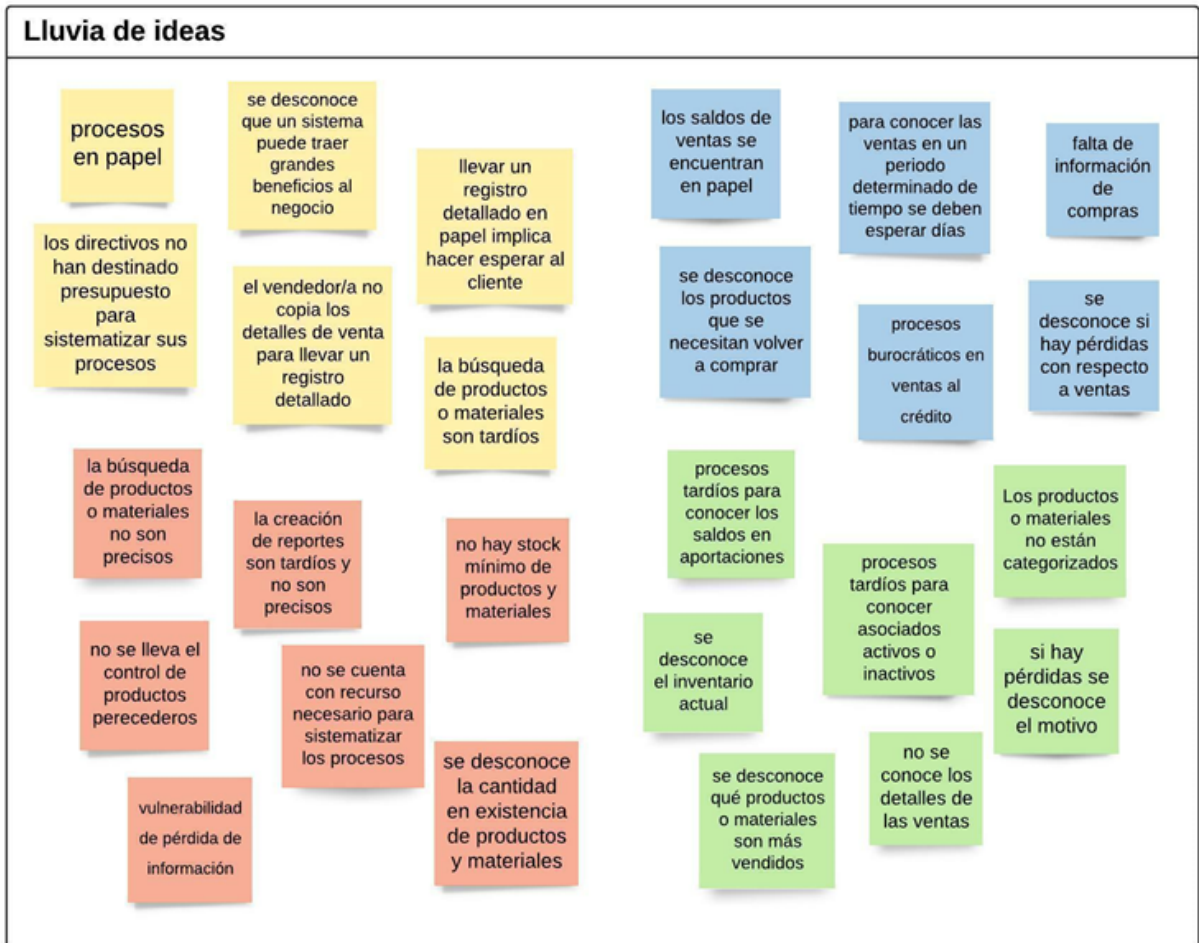 Lluvia de ideas
procesos
en papel
se desconoce
que un sistema
puede traer
grandes
beneficios al
negocio
llevar un
registro
detallado en
papel implica
hacer esperar al
cliente
los directivos no
han destinado
presupuesto
para
sistematizar sus
procesos
el vendedor/a no
copia los
detalles de venta
para llevar un
registro
detallado
la búsqueda
de productos
o materiales
son tardíos
la búsqueda
de productos
o materiales
no son
precisos
la creación
de reportes
son tardíos y
no son
precisos
no hay stock
mínimo de
productos y
materiales
no se lleva el
control de
productos
perecederos
no se cuenta
con recurso
necesario para
sistematizar
los procesos
se desconoce
la cantidad
en existencia
de productos
y materiales
vulnerabilidad
de pérdida de
información
los saldos de
ventas se
encuentran
en papel
para conocer las
ventas en un
periodo
determinado de
tiempo se deben
esperar días
falta de
información
de
compras
se desconoce
los productos
que se
necesitan volver
a comprar
procesos
burocráticos en
ventas al
crédito
se
desconoce si
hay pérdidas
con respecto
a ventas
procesos
tardíos para
conocer los
saldos en
aportaciones
procesos
tardíos para
conocer
asociados
activos o
inactivos
Los productos
o materiales
no están
categorizados
se
desconoce
el inventario
actual
si hay
pérdidas se
desconoce
el motivo
se desconoce
qué productos
o materiales
son más
vendidos
no se
conoce los
detalles de
las ventas